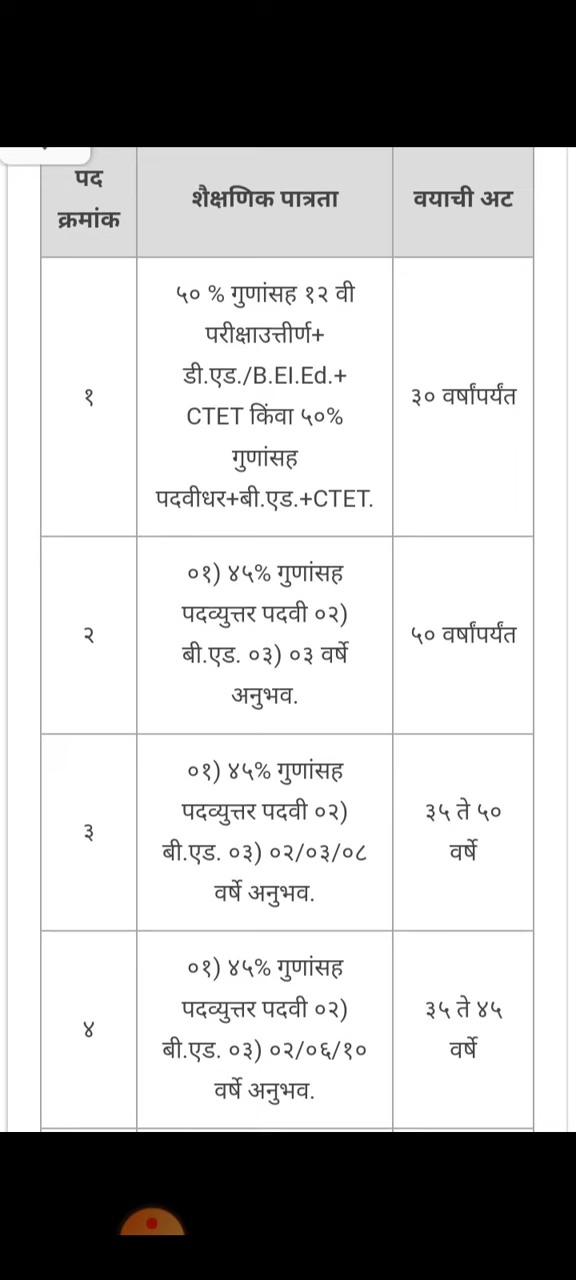 पद
क्रमांक
शैक्षणिक पात्रता
वयाची अट
१
५० % गुणांसह १२ वी
परीक्षाउत्तीर्ण+
डी.एड./B.El.Ed.+
CTET किंवा ५०%
गुणांसह
पदवीधर+बी.एड.+CTET.
३० वर्षांपर्यंत
२
०१) ४५% गुणांसह
पदव्युत्तर पदवी ०२)
बी.एड. ०३) ०३ वर्षे
अनुभव.
५० वर्षांपर्यंत
३
०१) ४५% गुणांसह
पदव्युत्तर पदवी ०२)
बी.एड. ०३) ०२/०३/०८
वर्षे अनुभव.
३५ ते ५०
वर्षे
४
०१) ४५% गुणांसह
पदव्युत्तर पदवी ०२)
बी.एड. ०३) ०२/०६/१०
वर्षे अनुभव.
३५ ते ४५
वर्षे